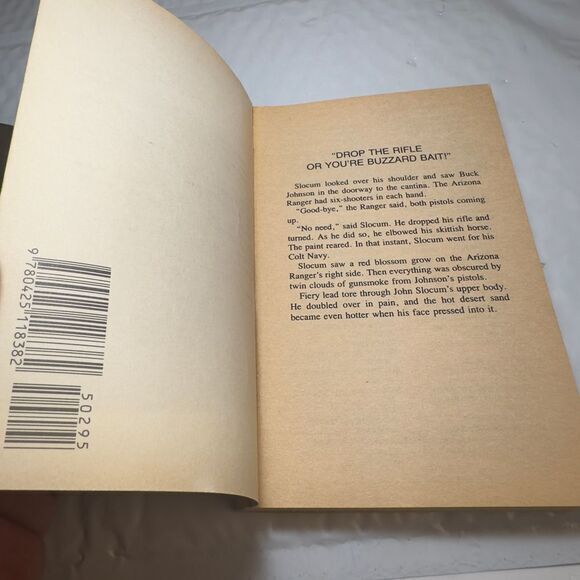 9 780425 118382
50295
"DROP THE RIFLE
OR YOU'RE BUZZARD BAIT!"
Slocum looked over his shoulder and saw Buck
Johnson in the doorway to the cantina. The Arizona
Ranger had six-shooters in each hand.
"Good-bye," the Ranger said, both pistols coming
up.
"No need," said Slocum. He dropped his rifle and
turned. As he did so, he elbowed his skittish horse.
The paint reared. In that instant, Slocum went for his
Colt Navy.
Slocum saw a red blossom grow on the Arizona
Ranger's right side. Then everything was obscured by
twin clouds of gunsmoke from Johnson's pistols.
Fiery lead tore through John Slocum's upper body.
He doubled over in pain, and the hot desert sand
became even hotter when his face pressed into it.